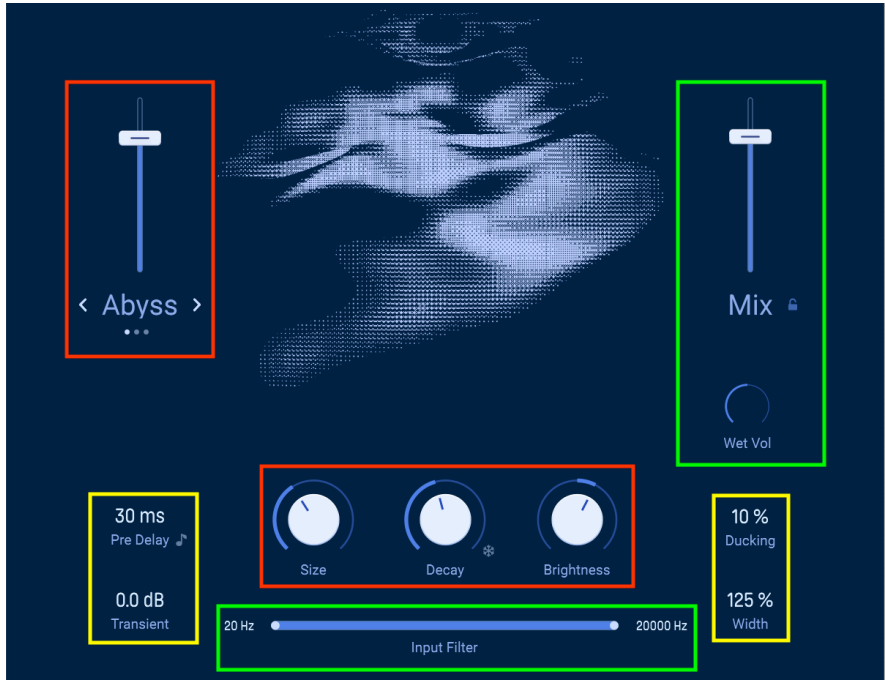 Abyss
Mix
Wet Vol
30 ms
Pre Delay
0.0 dB
Transient
Size
Decay
Brightness
10 %
Ducking
125 %
Width
20 Hz
20000 Hz
Input Filter